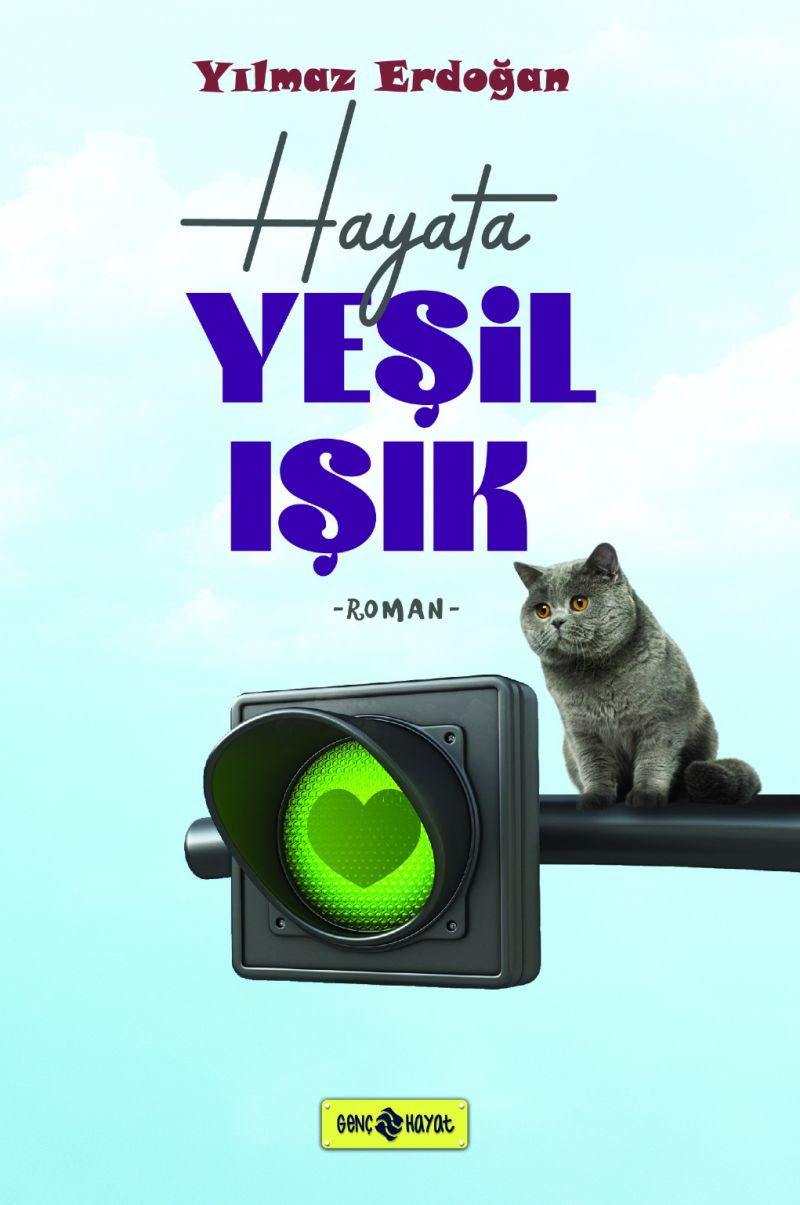 Yılmaz Erdoğan
Hayata
YEŞİL
IŞIK
-ROMAN-
GENÇ HAYAt